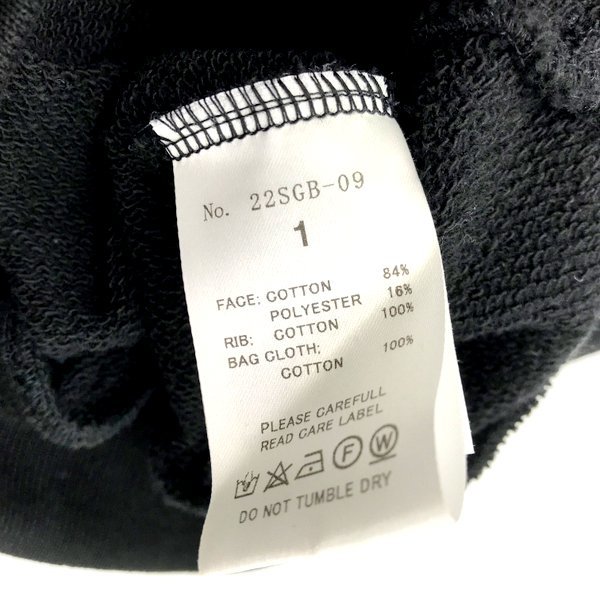 No. 22SGB-09
1
FACE: COTTON 84%
POLYESTER 16%
RIB: COTTON 100%
BAG CLOTH: 100%
COTTON
PLEASE CAREFULL
READ CARE LABEL
F W
DO NOT TUMBLE DRY